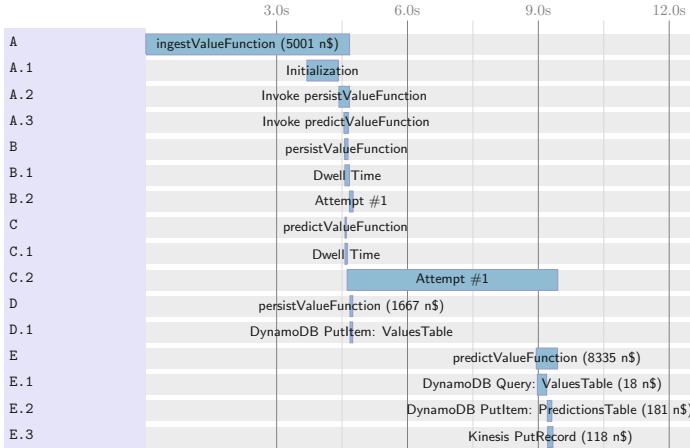 3.0s 6.0s 9.0s 12.0s
A ingestValueFunction (5001 n$)
A.1 Initialization
A.2 Invoke persistValueFunction
A.3 Invoke predictValueFunction
B persistValueFunction
B.1 Dwell Time
B.2 Attempt #1
C predictValueFunction
C.1 Dwell Time
C.2 Attempt #1
D persistValueFunction (1667 n$)
D.1 DynamoDB PutItem: ValuesTable
E predictValueFunction (8335 n$)
E.1 DynamoDB Query: ValuesTable (18 n$)
E.2 DynamoDB PutItem: PredictionsTable (181 n$)
E.3 Kinesis PutRecord (118 n$)